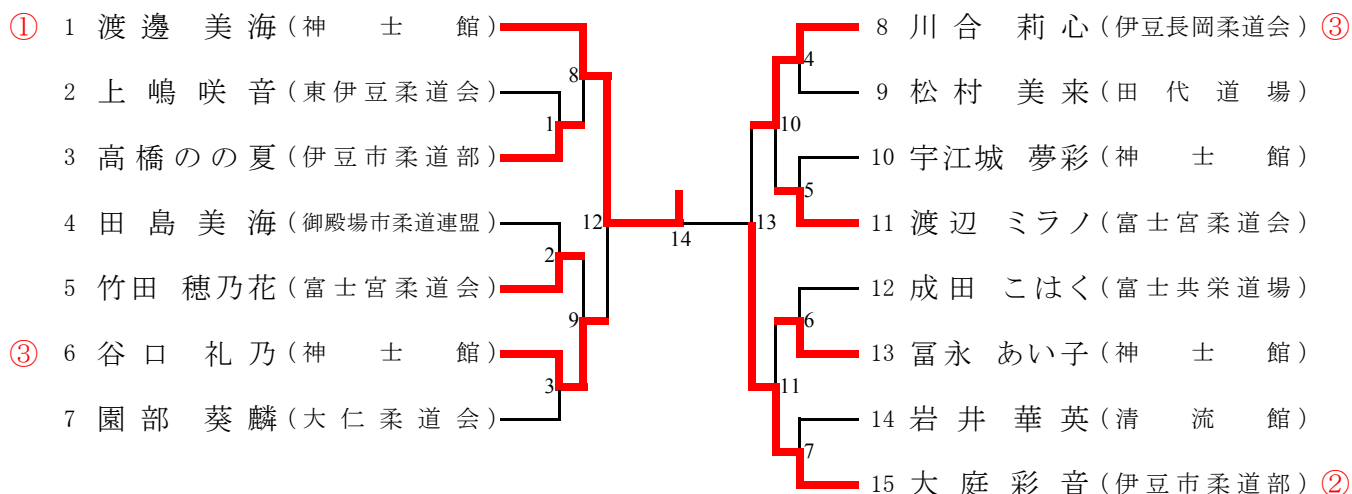 ① 1 渡邊 美海 (神士館)
2 上嶋咲音 (東伊豆柔道会)
3 高橋のの夏 (伊豆市柔道部)
4 田島美海 (御殿場市柔道連盟)
5 竹田 穂乃花 (富士宮柔道会)
③ 6 谷口 礼乃 (神士館)
7 園部 葵麟 (大仁柔道会)
8
1
2
9
3
12
14
13
4
10
5
6
11
7
8 川合 莉心 (伊豆長岡柔道会) ③
9 松村 美来 (田代道場)
10 宇江城 夢彩 (神士館)
11 渡辺 ミラノ (富士宮柔道会)
12 成田 こはく (富士共栄道場)
13 冨永 あい子 (神士館)
14 岩井華英 (清流館)
15 大庭彩音 (伊豆市柔道部) ②